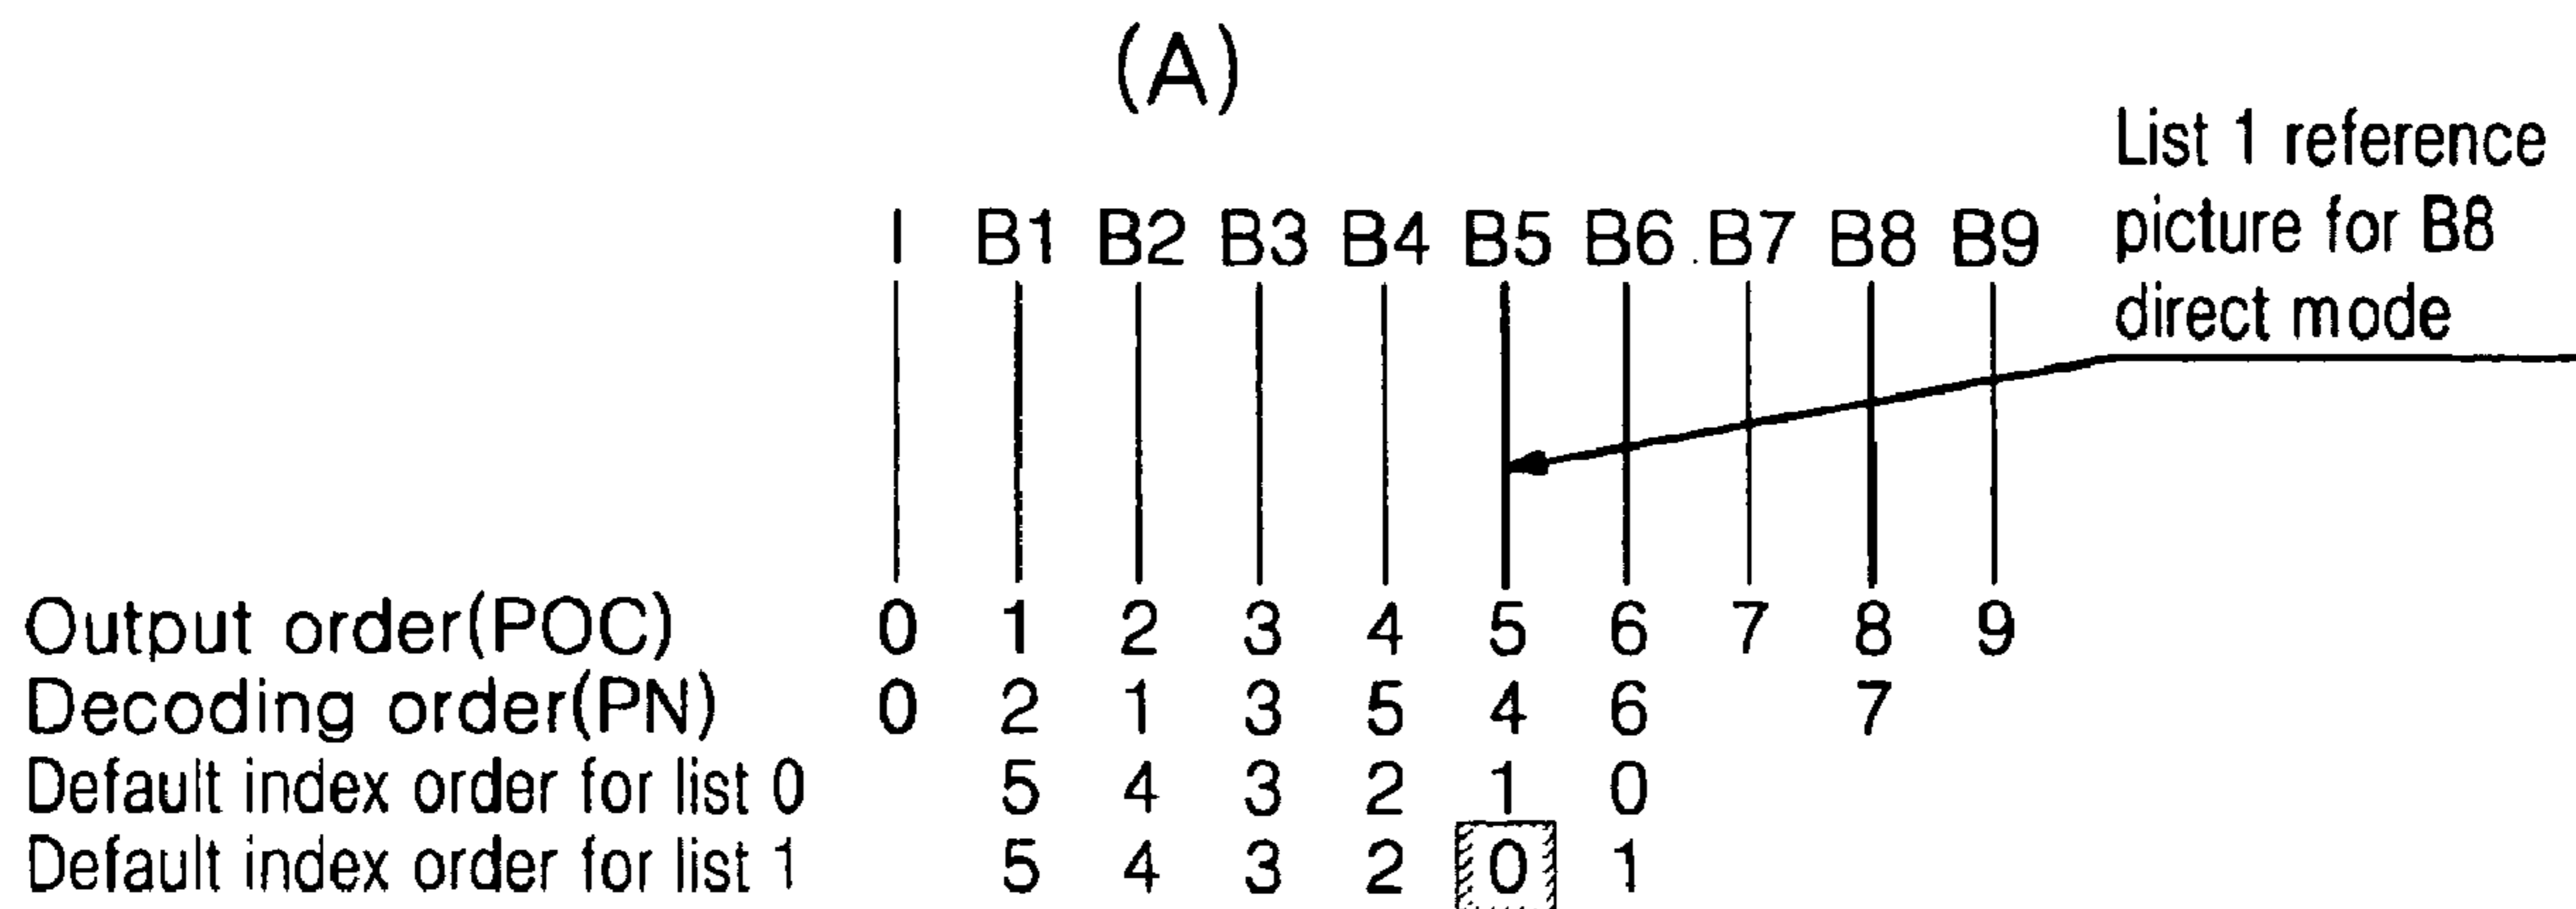 (A)
List 1 reference
picture for B8
direct mode
I B1 B2 B3 B4 B5 B6 B7 B8 B9
Output order(POC) 0 1 2 3 4 5 6 7 8 9
Decoding order(PN) 0 2 1 3 5 4 6 7
Default index order for list 0 5 4 3 2 1 0
Default index order for list 1 5 4 3 2 0 1